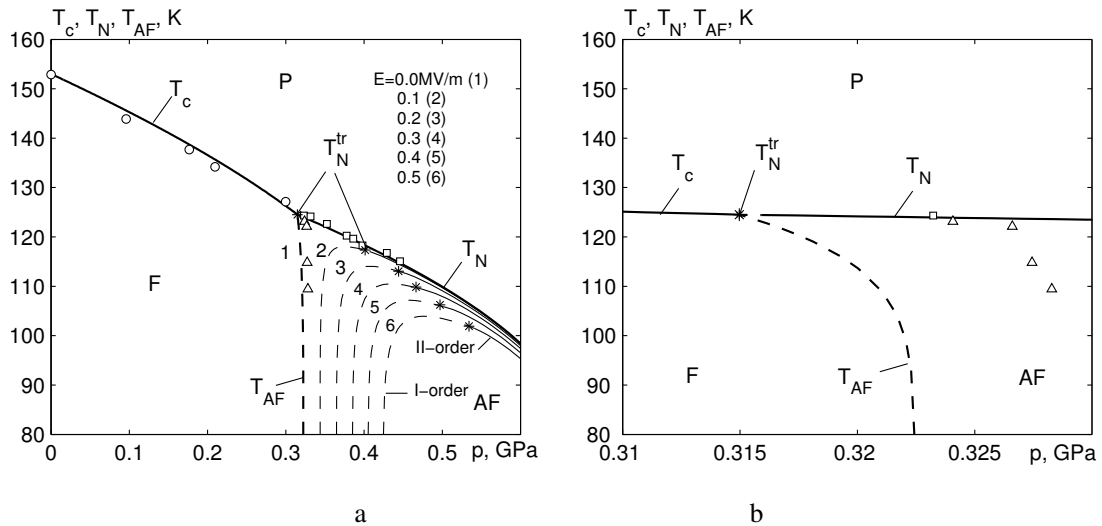 T_c, T_N, T_AF, K
160
150
140
130
120
110
100
90
80
0
0.1
0.2
0.3
0.4
0.5
p, GPa
P
E=0.0MV/m (1)
0.1 (2)
0.2 (3)
0.3 (4)
0.4 (5)
0.5 (6)
T_c
T_N^tr
1
2
3
4
5
6
T_N
F
II−order
I−order
T_AF
AF
a
T_c, T_N, T_AF, K
160
150
140
130
120
110
100
90
80
0.31
0.315
0.32
0.325
p, GPa
P
T_c
T_N^tr
T_N
F
T_AF
AF
b